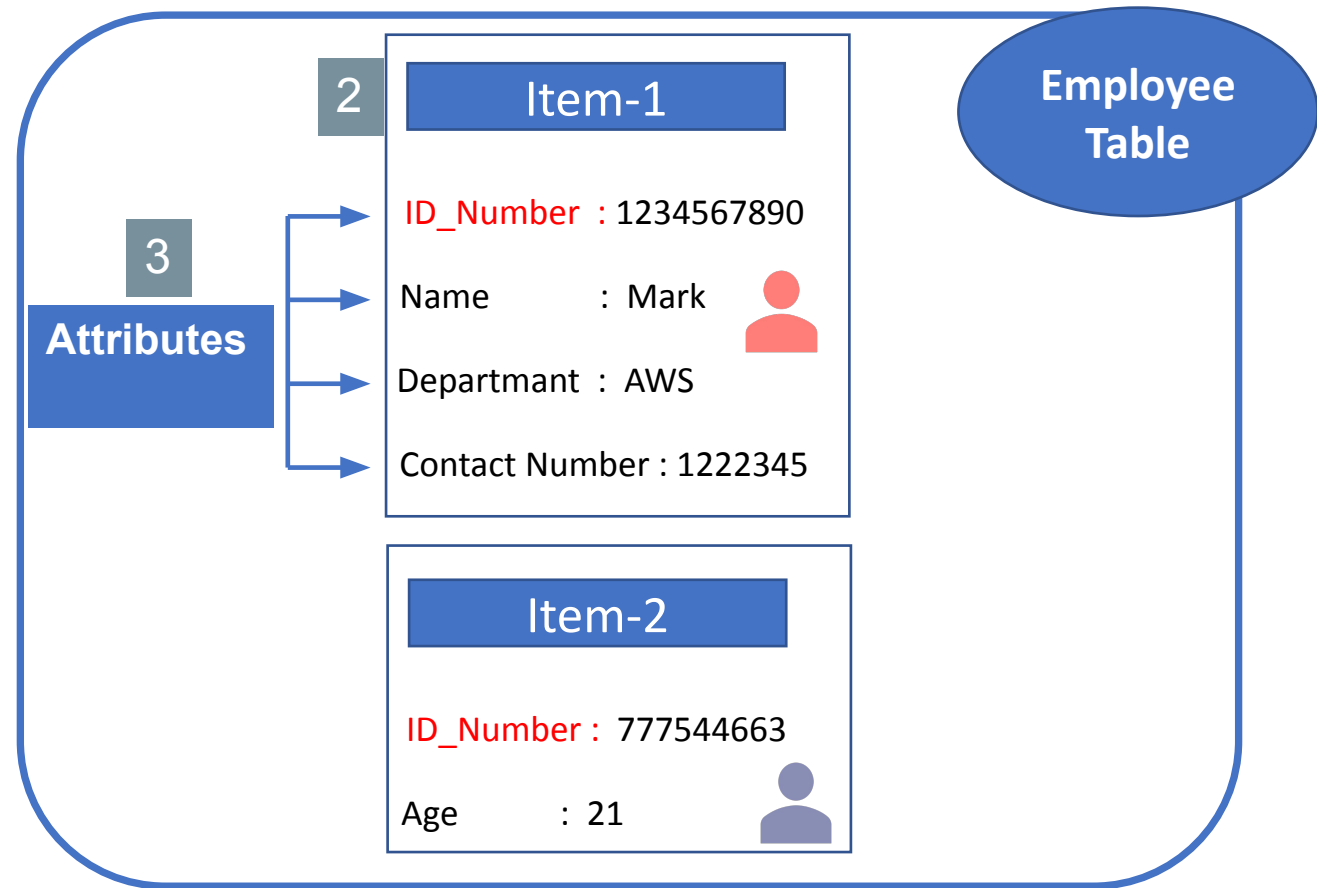 Employee
Table
2
Item-1
ID_Number : 1234567890
3
Name : Mark
Attributes
Departmant : AWS
Contact Number : 1222345
Item-2
ID_Number : 777544663
Age : 21